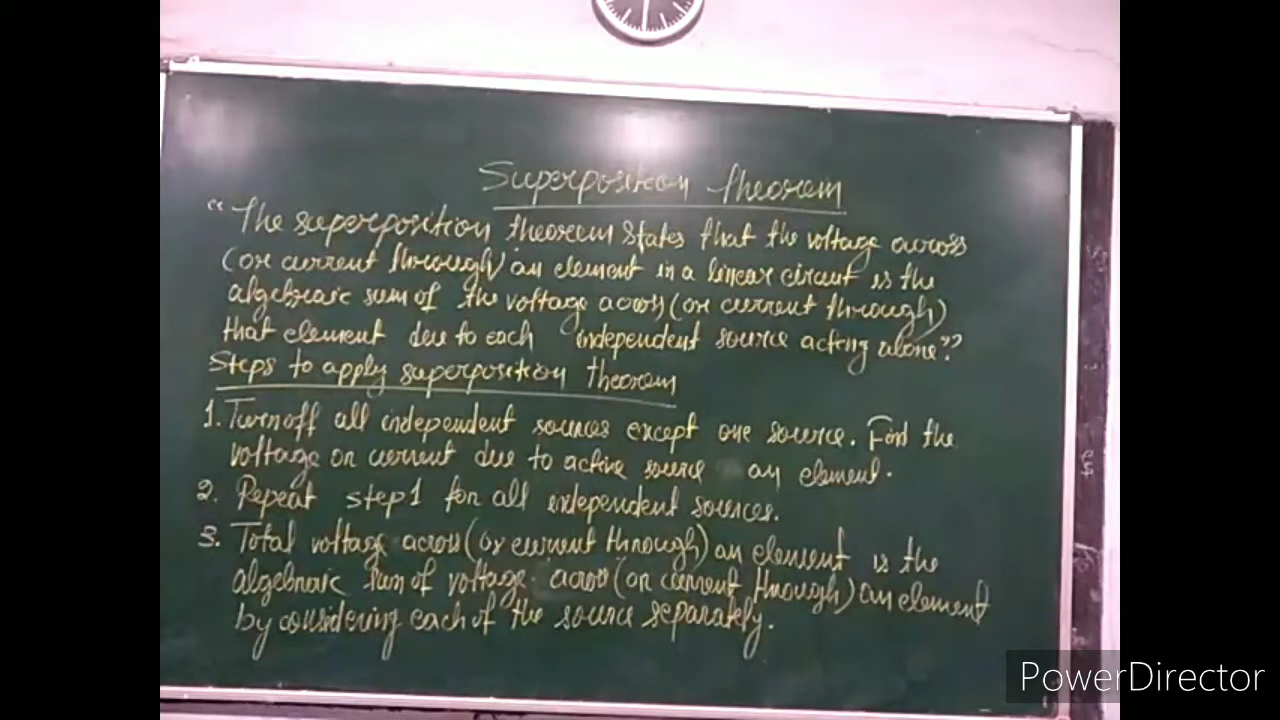 Superposition theorem
“The superposition theorem states that the voltage across
(or current through) an element in a linear circuit is the
algebraic sum of the voltage across (or current through)
that element due to each independent source acting alone”.
Steps to apply superposition theorem
1. Turn off all independent sources except one source. Find the
voltage or current due to active source an element.
2. Repeat step 1 for all independent sources.
3. Total voltage across (or current through) an element is the
algebraic sum of voltage across (or current through) an element
by considering each of the source separately.
PowerDirector